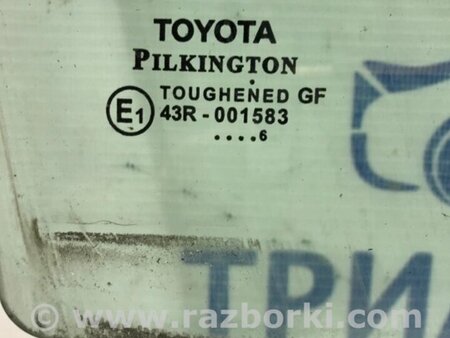 TOYOTA
PILKINGTON
TOUGHENED GF
E1 43R-001583
....6
ТРИ
© www.razborki.com